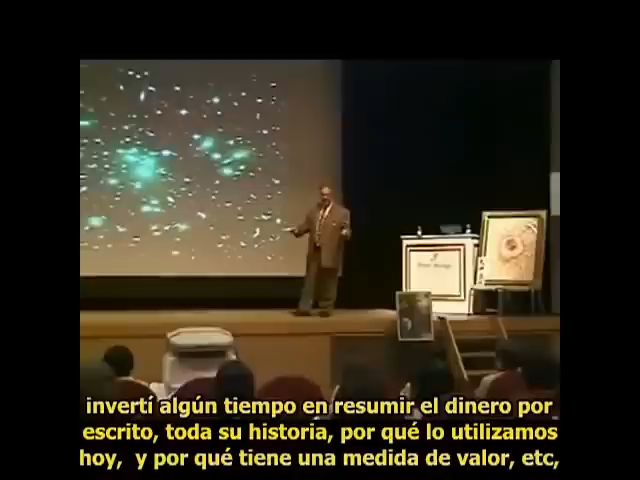 invertí algún tiempo en resumir el dinero por
escrito, toda su historia, por qué lo utilizamos
hoy,  y por qué tiene una medida de valor, etc,